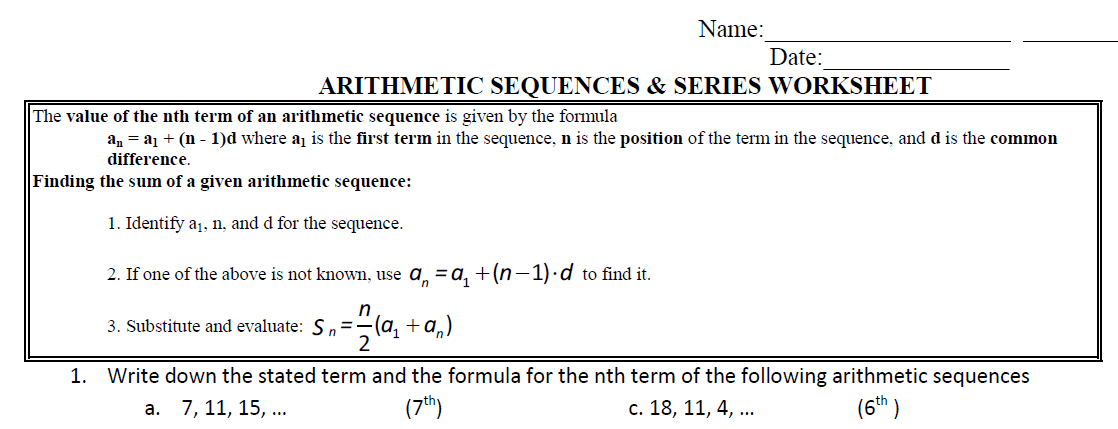 Name:____________________ ________
Date:_______________
ARITHMETIC SEQUENCES & SERIES WORKSHEET
The value of the nth term of an arithmetic sequence is given by the formula
aₙ = a₁ + (n - 1)d where a₁ is the first term in the sequence, n is the position of the term in the sequence, and d is the common
difference.
Finding the sum of a given arithmetic sequence:
1. Identify a₁, n, and d for the sequence.
2. If one of the above is not known, use aₙ = a₁ + (n − 1)·d to find it.
3. Substitute and evaluate: Sₙ = n/2 (a₁ + aₙ)
1. Write down the stated term and the formula for the nth term of the following arithmetic sequences
a. 7, 11, 15, ... (7ᵗʰ) c. 18, 11, 4, ... (6ᵗʰ )